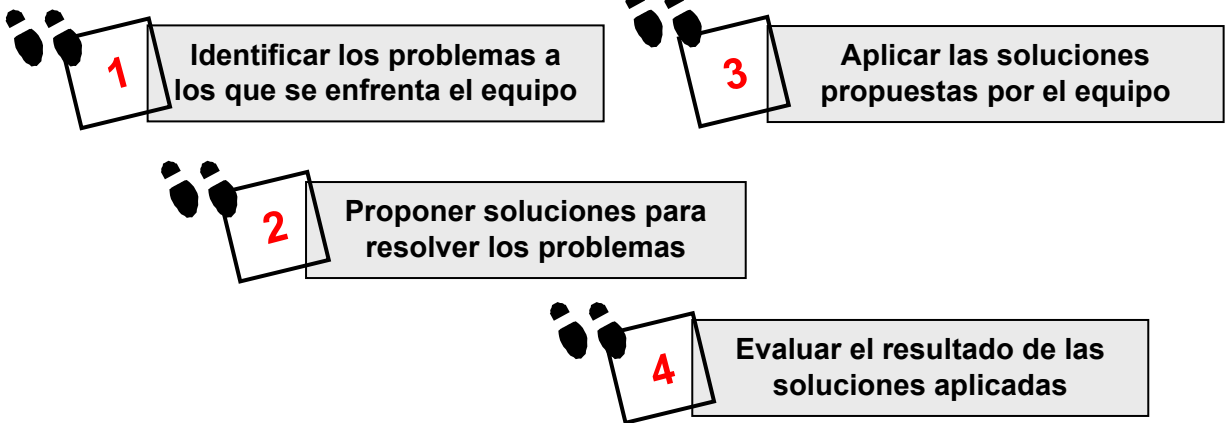 1
Identificar los problemas a
los que se enfrenta el equipo
2
Proponer soluciones para
resolver los problemas
3
Aplicar las soluciones
propuestas por el equipo
4
Evaluar el resultado de las
soluciones aplicadas